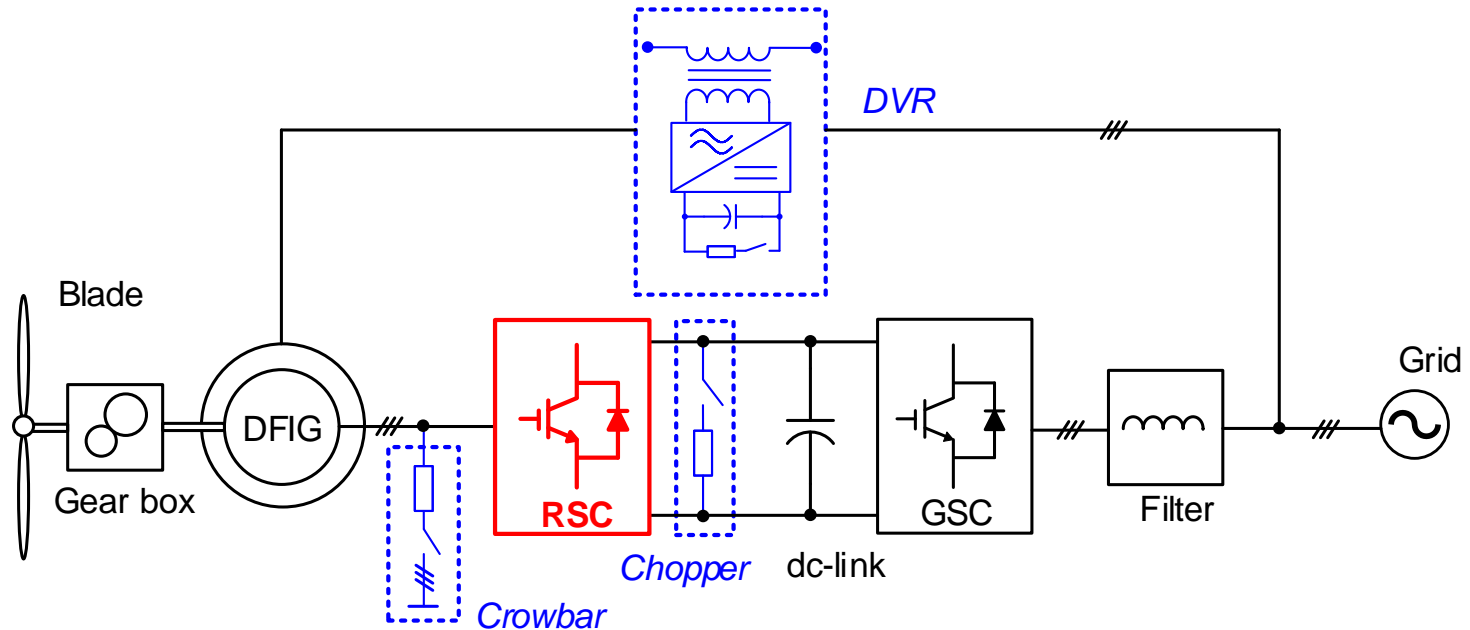 DVR
Blade
Grid
DFIG
Gear box
RSC
GSC
Filter
Chopper
dc-link
Crowbar